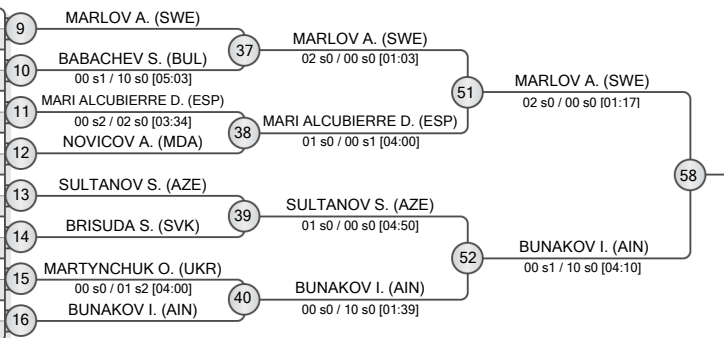 9
MARLOV A. (SWE)
10
BABACHEV S. (BUL)
00 s1 / 10 s0 [05:03]
11
MARI ALCUBIERRE D. (ESP)
00 s2 / 02 s0 [03:34]
12
NOVICOV A. (MDA)
13
SULTANOV S. (AZE)
14
BRISUDA S. (SVK)
15
MARTYNCHUK O. (UKR)
00 s0 / 01 s2 [04:00]
16
BUNAKOV I. (AIN)
37
MARLOV A. (SWE)
02 s0 / 00 s0 [01:03]
38
MARI ALCUBIERRE D. (ESP)
01 s0 / 00 s1 [04:00]
39
SULTANOV S. (AZE)
01 s0 / 00 s0 [04:50]
40
BUNAKOV I. (AIN)
00 s0 / 10 s0 [01:39]
51
MARLOV A. (SWE)
02 s0 / 00 s0 [01:17]
52
BUNAKOV I. (AIN)
00 s1 / 10 s0 [04:10]
58